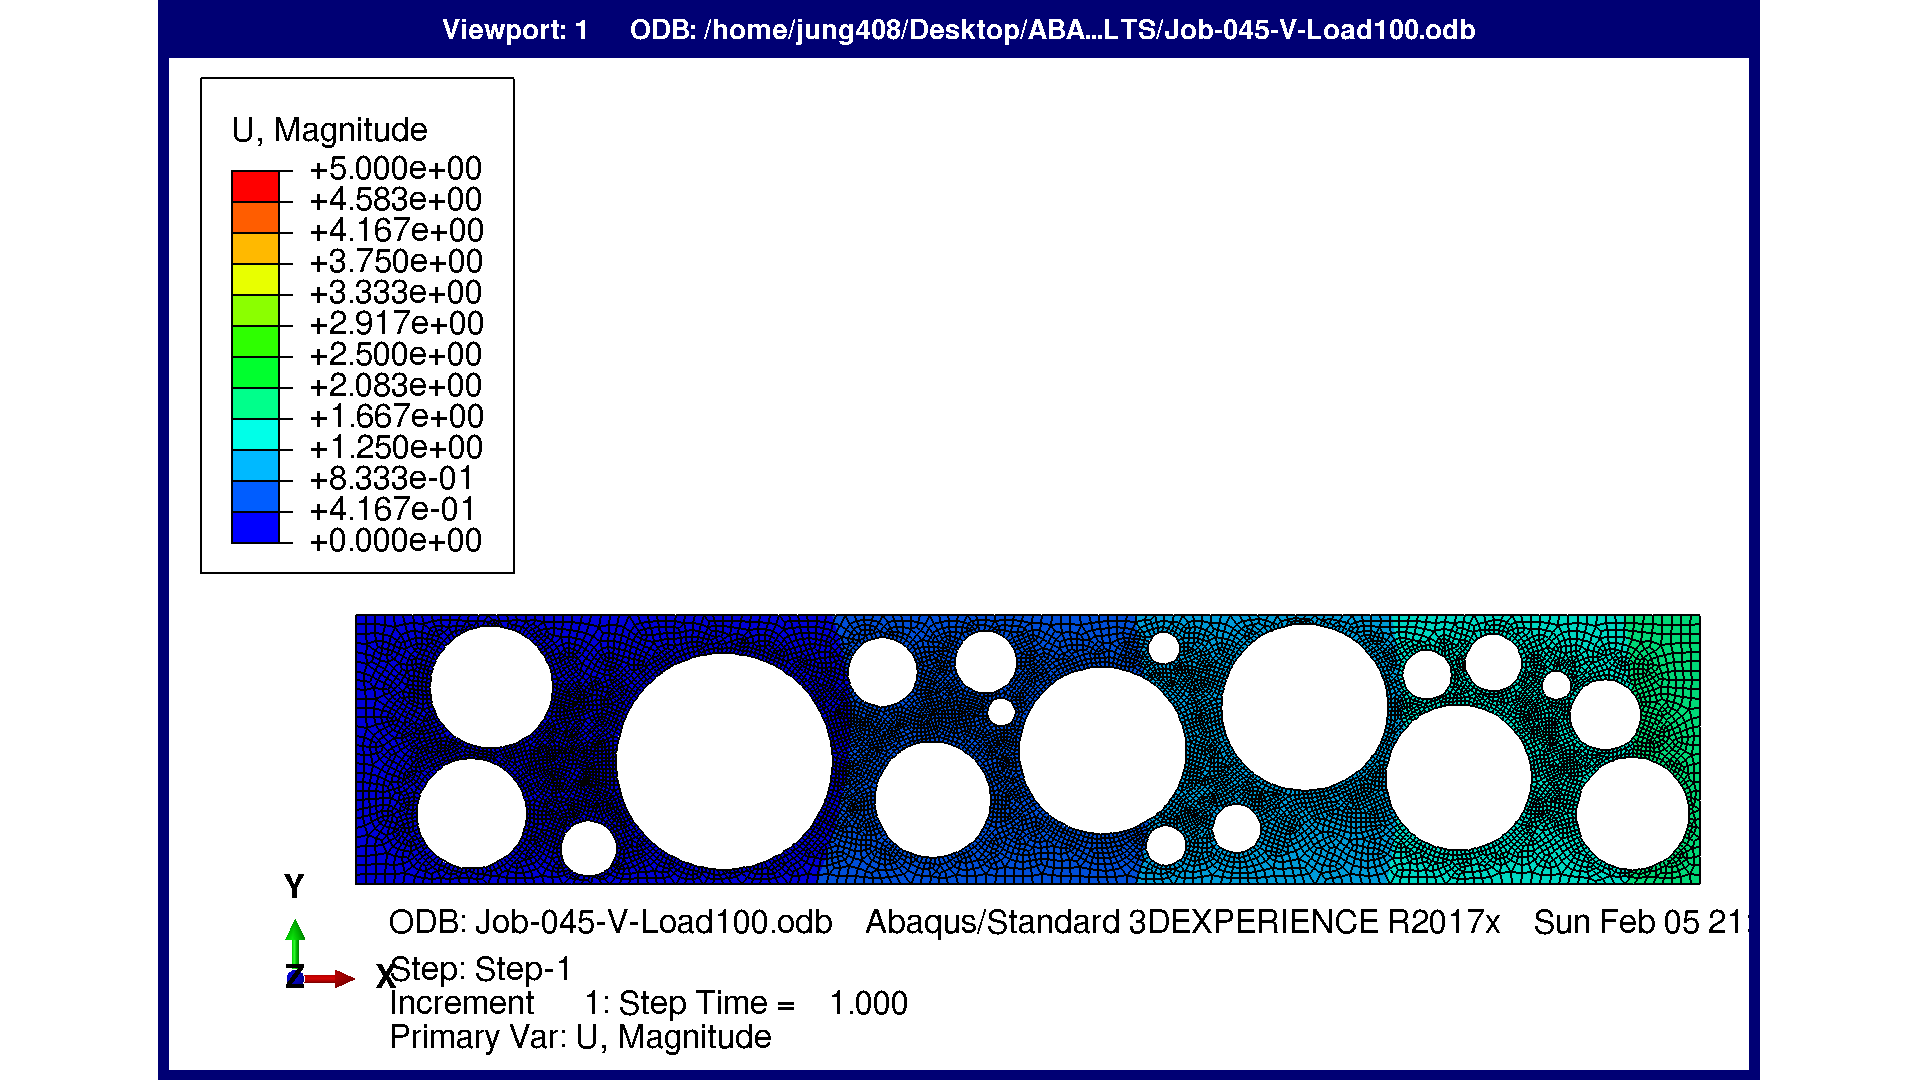 Viewport: 1 ODB: /home/jung408/Desktop/ABA...LTS/Job-045-V-Load100.odb
U, Magnitude
+5.000e+00
+4.583e+00
+4.167e+00
+3.750e+00
+3.333e+00
+2.917e+00
+2.500e+00
+2.083e+00
+1.667e+00
+1.250e+00
+8.333e-01
+4.167e-01
+0.000e+00
Y
Z
X
ODB: Job-045-V-Load100.odb Abaqus/Standard 3DEXPERIENCE R2017x Sun Feb 05 21:
Step: Step-1
Increment 1: Step Time = 1.000
Primary Var: U, Magnitude